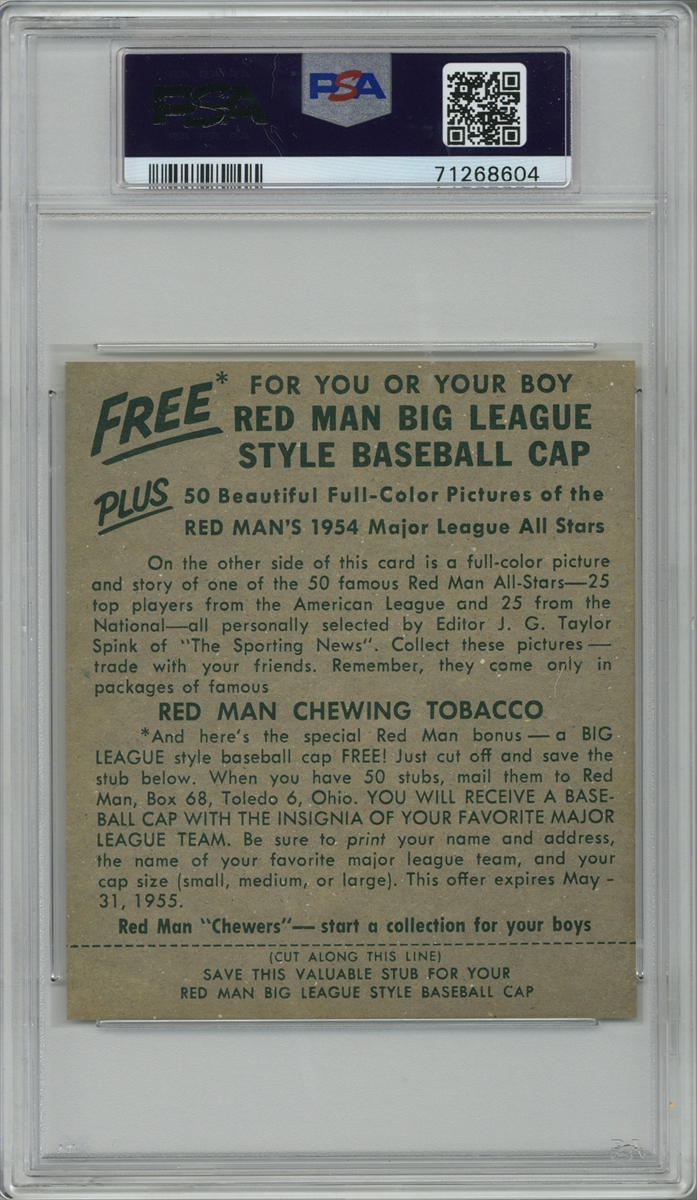 PSA
PSA
71268604
FREE* FOR YOU OR YOUR BOY
RED MAN BIG LEAGUE
STYLE BASEBALL CAP
PLUS 50 Beautiful Full-Color Pictures of the
RED MAN'S 1954 Major League All Stars
On the other side of this card is a full-color picture
and story of one of the 50 famous Red Man All-Stars—25
top players from the American League and 25 from the
National—all personally selected by Editor J. G. Taylor
Spink of "The Sporting News". Collect these pictures—
trade with your friends. Remember, they come only in
packages of famous
RED MAN CHEWING TOBACCO
*And here's the special Red Man bonus—a BIG
LEAGUE style baseball cap FREE! Just cut off and save the
stub below. When you have 50 stubs, mail them to Red
Man, Box 68, Toledo 6, Ohio. YOU WILL RECEIVE A BASE-
BALL CAP WITH THE INSIGNIA OF YOUR FAVORITE MAJOR
LEAGUE TEAM. Be sure to print your name and address,
the name of your favorite major league team, and your
cap size (small, medium, or large). This offer expires May -
31, 1955.
Red Man "Chewers"—start a collection for your boys
(CUT ALONG THIS LINE)
SAVE THIS VALUABLE STUB FOR YOUR
RED MAN BIG LEAGUE STYLE BASEBALL CAP